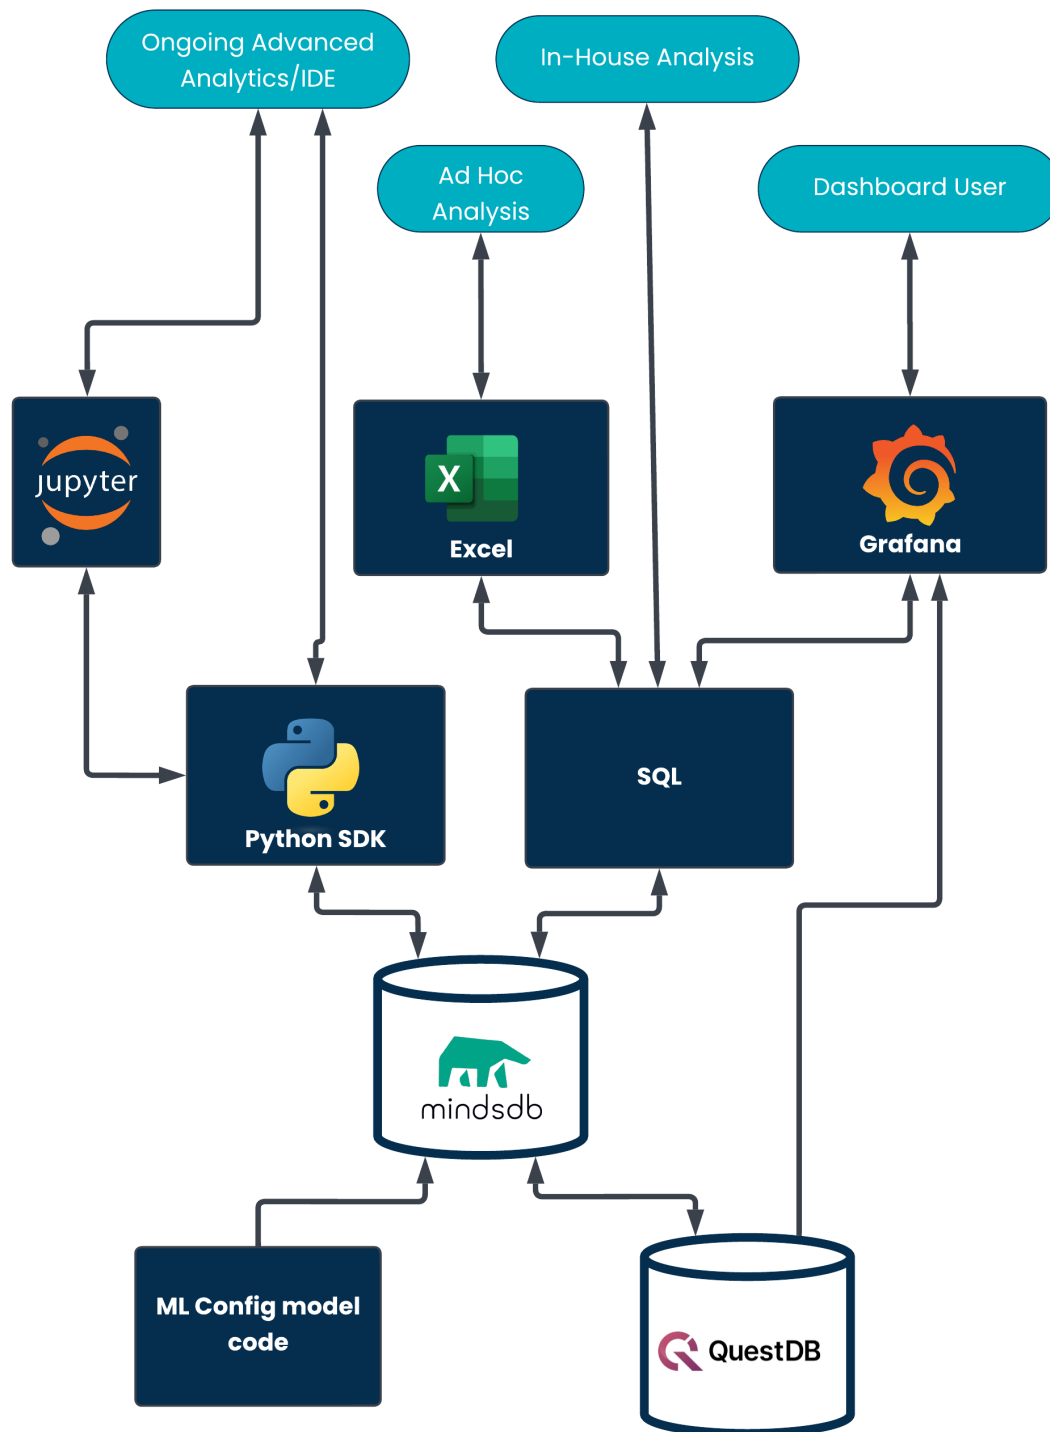 Ongoing Advanced
Analytics/IDE
In-House Analysis
Ad Hoc
Analysis
Dashboard User
jupyter
X
Excel
Grafana
Python SDK
SQL
mindsdb
ML Config model
code
QuestDB